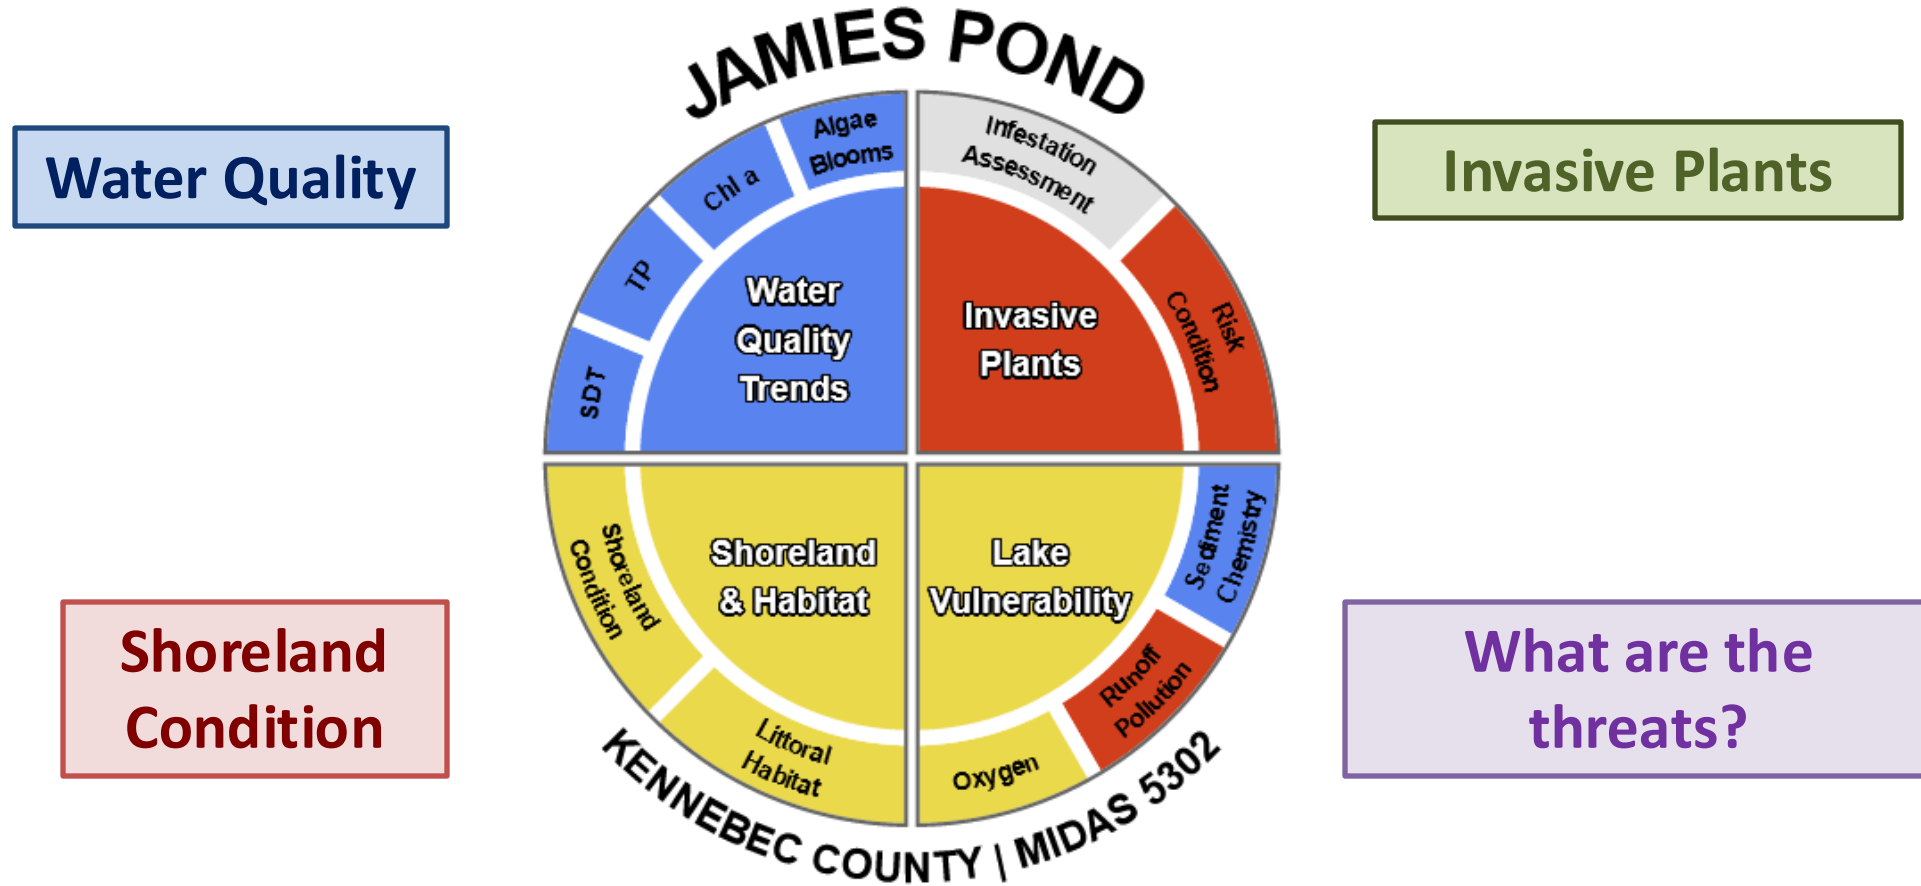 JAMIES POND
Water Quality
Invasive Plants
Algae
Blooms
Chl a
TP
SDT
Water
Quality
Trends
Infestation
Assessment
Risk
Condition
Invasive
Plants
Shoreland
Condition
Shoreland
Condition
Littoral
Habitat
Shoreland
& Habitat
Lake
Vulnerability
Sediment
Chemistry
Runoff
Pollution
Oxygen
What are the
threats?
KENNEBEC COUNTY | MIDAS 5302